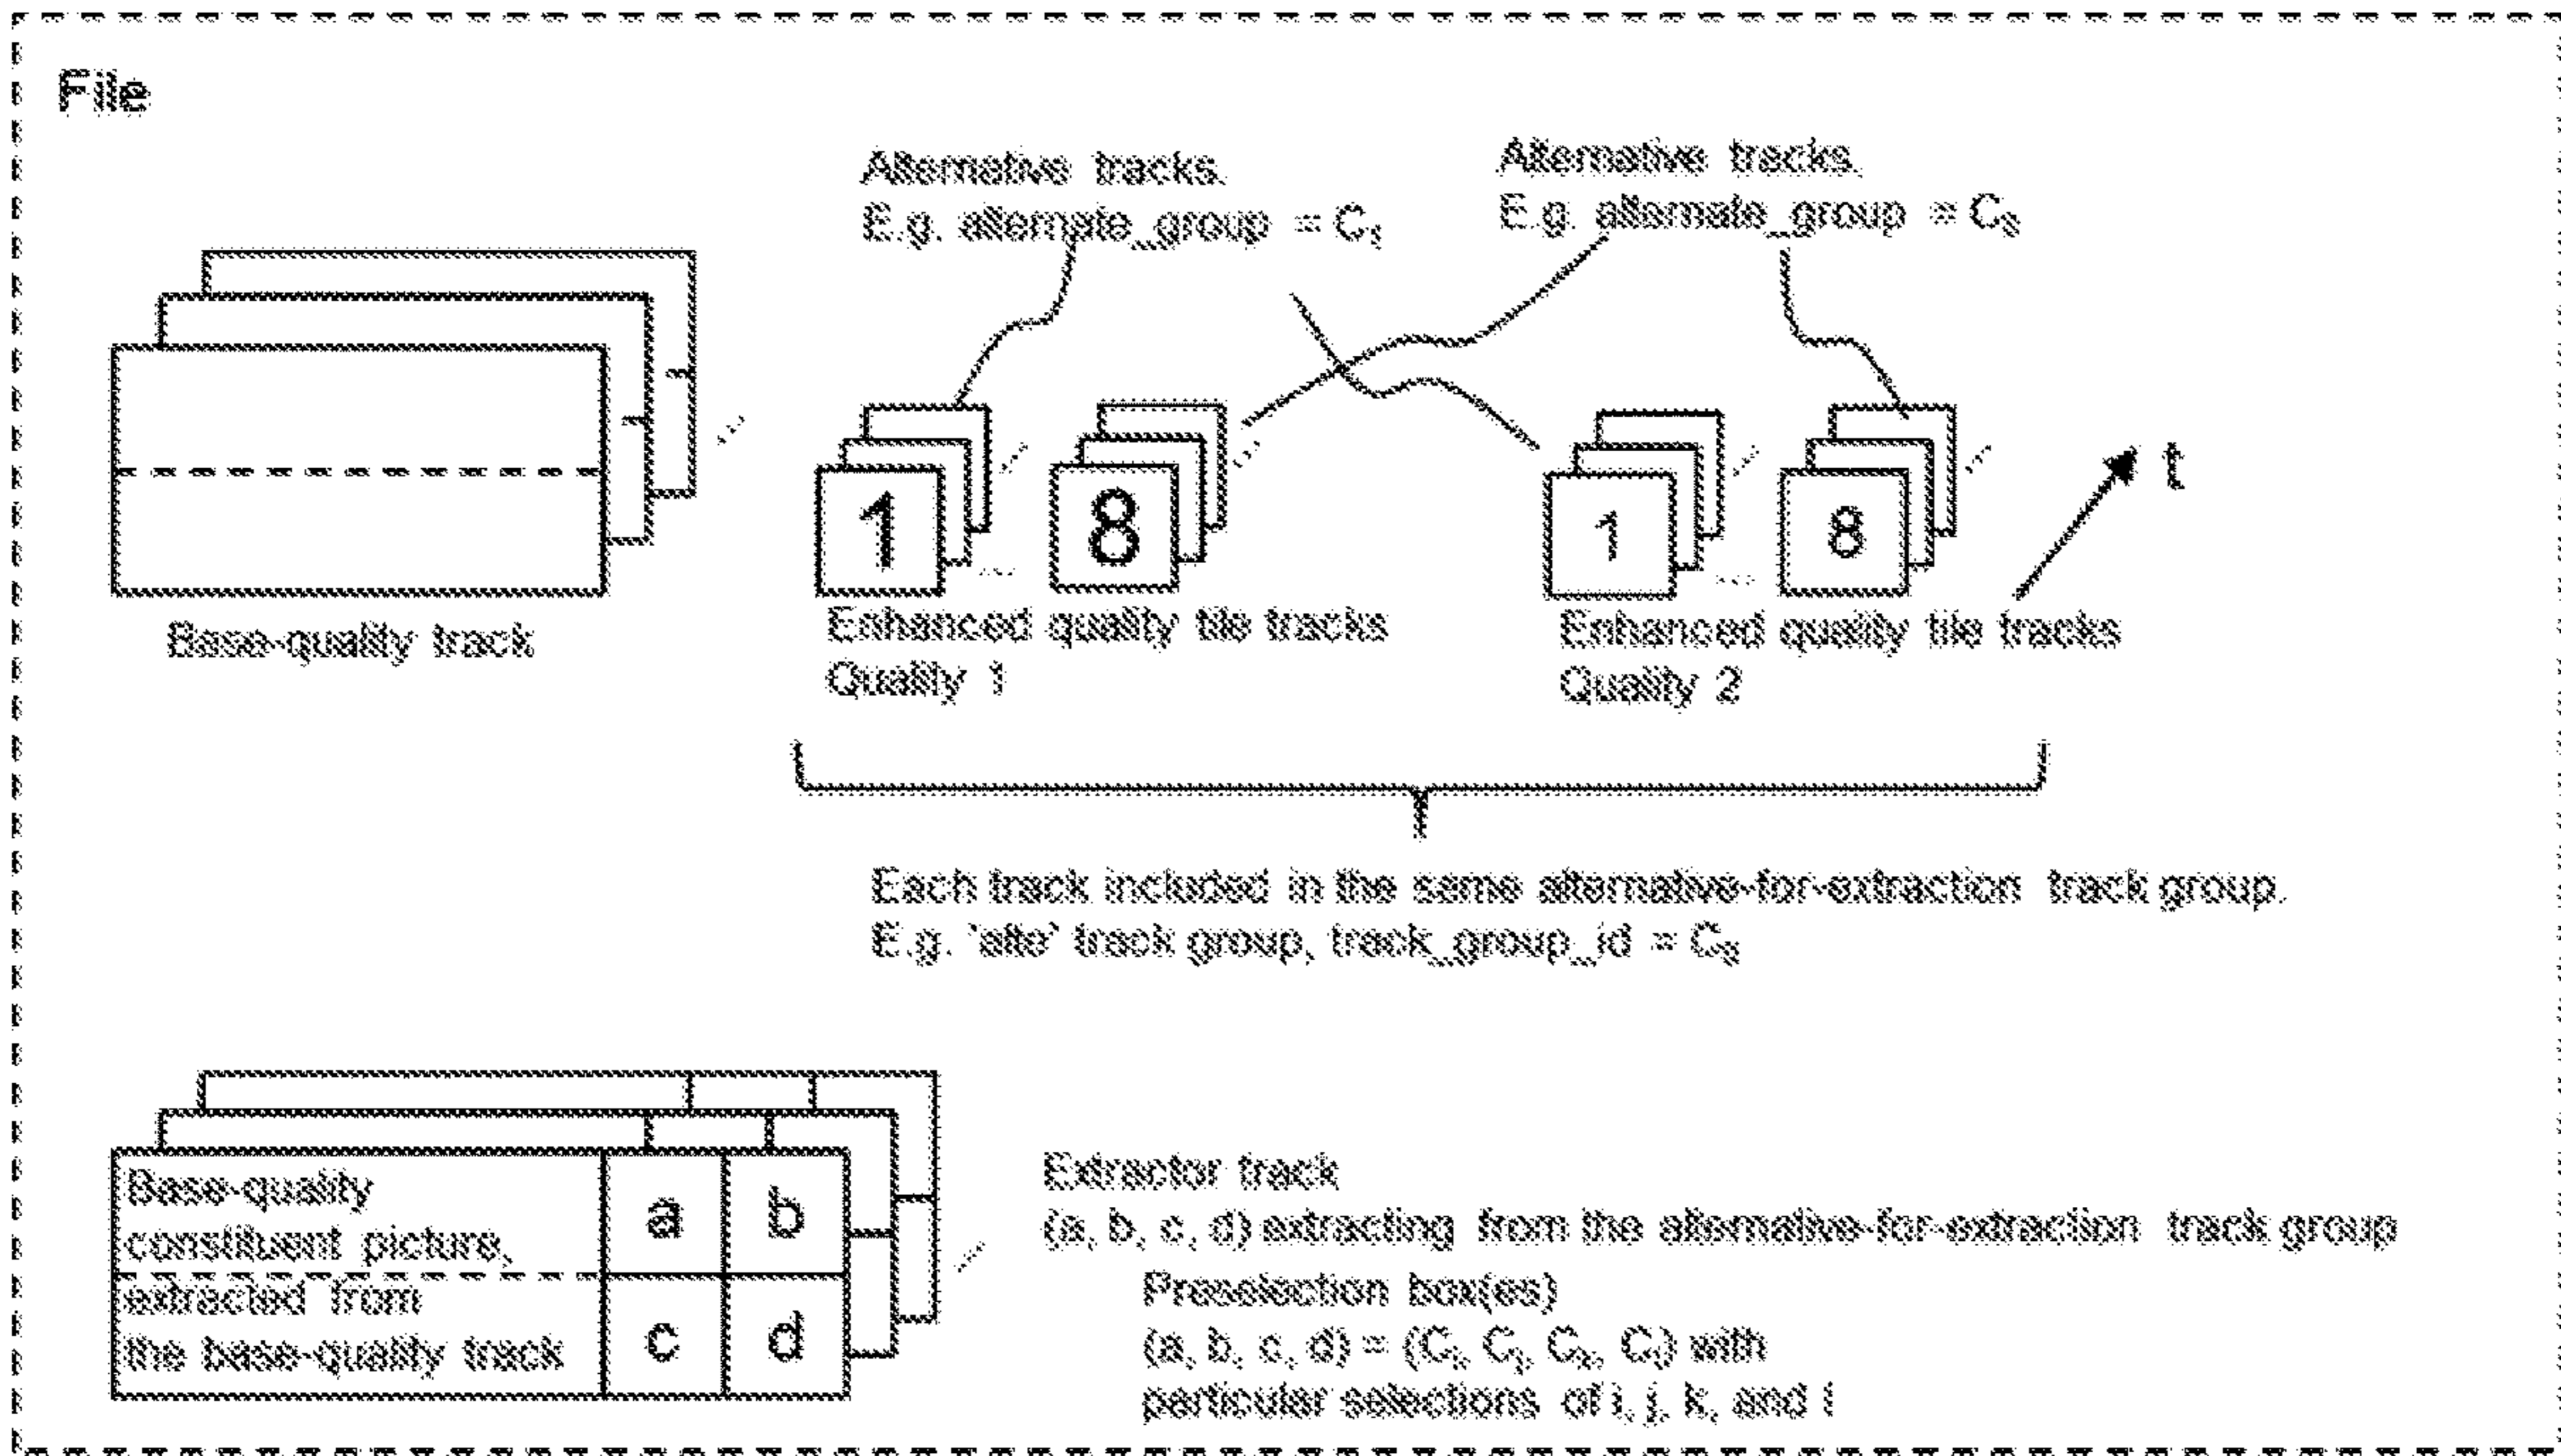 File
Alternative tracks.
E.g. alternate_group = C₁
Alternative tracks.
E.g. alternate_group = C₈
1
8
1
8
t
Base-quality track
Enhanced quality tile tracks
Quality 1
Enhanced quality tile tracks
Quality 2
Each track included in the same alternative-for-extraction track group.
E.g. 'alte' track group, track_group_id = C₉
Base-quality
constituent picture,
extracted from
the base-quality track
a
b
c
d
Extractor track
(a, b, c, d) extracting from the alternative-for-extraction track group
Preselection box(es)
(a, b, c, d) = (Cᵢ, Cⱼ, Cₖ, Cₗ) with
particular selections of i, j, k, and l